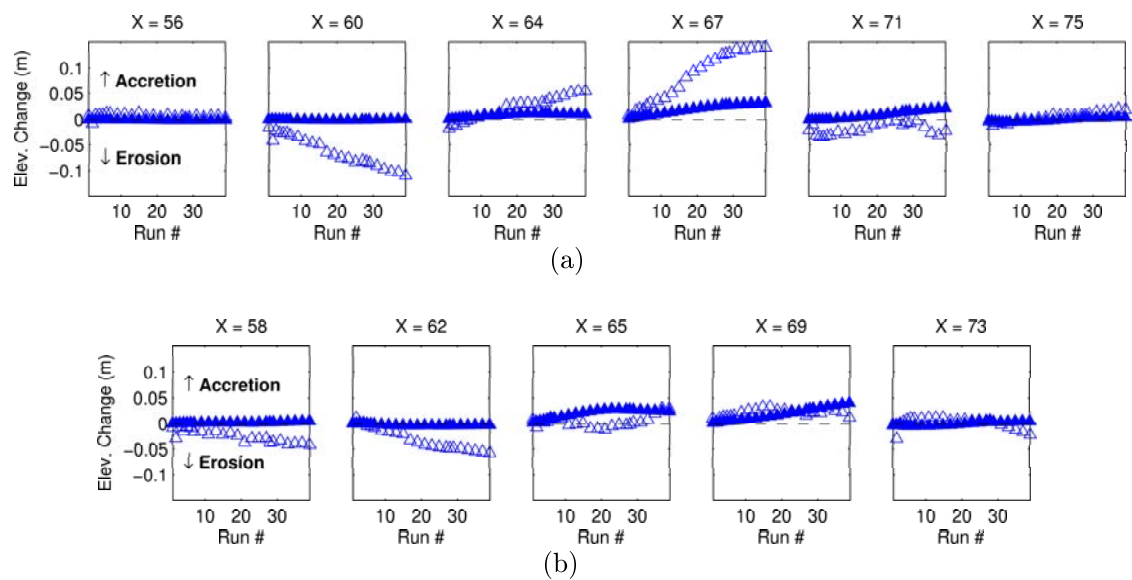 X = 56 X = 60 X = 64 X = 67 X = 71 X = 75
Elev. Change (m)
0.1
0.05
0
−0.05
−0.1
↑ Accretion
↓ Erosion
10 20 30 10 20 30 10 20 30 10 20 30 10 20 30 10 20 30
Run # Run # Run # Run # Run # Run #
(a)
X = 58 X = 62 X = 65 X = 69 X = 73
Elev. Change (m)
0.1
0.05
0
−0.05
−0.1
↑ Accretion
↓ Erosion
10 20 30 10 20 30 10 20 30 10 20 30 10 20 30
Run # Run # Run # Run # Run #
(b)